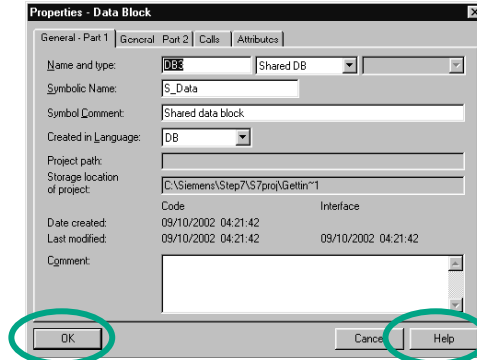 Properties - Data Block
General - Part 1 General Part 2 Calls Attributes
Name and type: DB3 Shared DB
Symbolic Name: S_Data
Symbol Comment: Shared data block
Created in Language: DB
Project path:
Storage location
of project: C:\Siemens\Step7\S7proj\Gettin~1
Code Interface
Date created: 09/10/2002 04:21:42
Last modified: 09/10/2002 04:21:42 09/10/2002 04:21:42
Comment:
OK Cancel Help